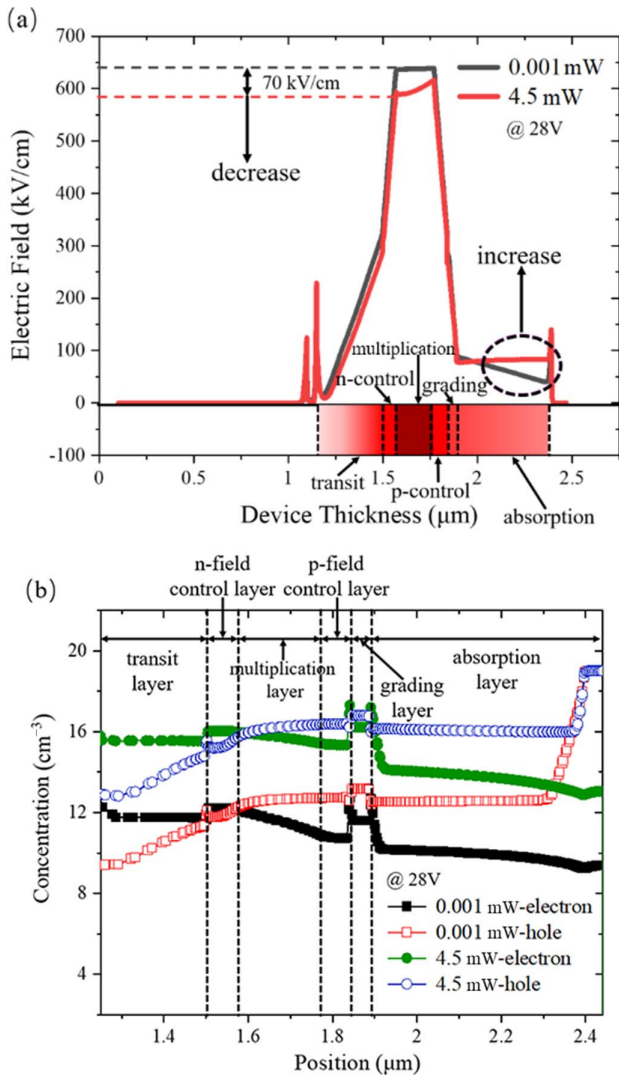 (a)
700
600
500
400
300
200
100
0
-100
Electric Field (kV/cm)
70 kV/cm
decrease
0.001 mW
4.5 mW
@ 28V
increase
multiplication
n-control
grading
transit
p-control
absorption
0
0.5
1
1.5
2
2.5
Device Thickness (μm)
(b)
n-field
control layer
p-field
control layer
transit
layer
multiplication
layer
grading
layer
absorption
layer
20
16
12
8
4
Concentration (cm⁻³)
@ 28V
0.001 mW-electron
0.001 mW-hole
4.5 mW-electron
4.5 mW-hole
1.4
1.6
1.8
2.0
2.2
2.4
Position (μm)